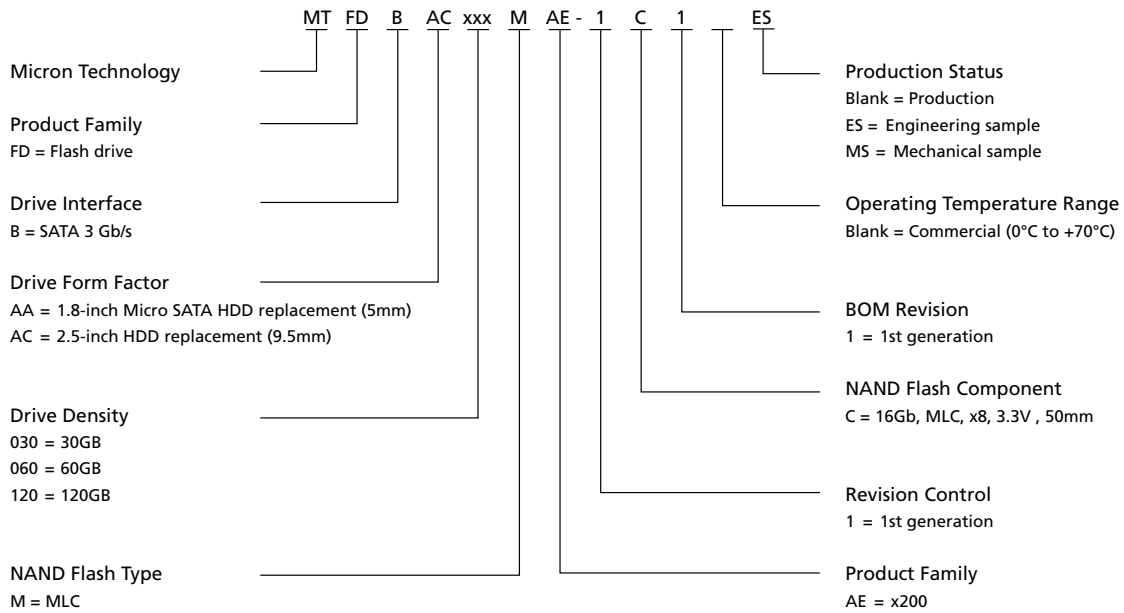 MT FD B AC xxx M AE - 1 C 1 ES
Micron Technology
Product Family
FD = Flash drive
Drive Interface
B = SATA 3 Gb/s
Drive Form Factor
AA = 1.8-inch Micro SATA HDD replacement (5mm)
AC = 2.5-inch HDD replacement (9.5mm)
Drive Density
030 = 30GB
060 = 60GB
120 = 120GB
NAND Flash Type
M = MLC
Production Status
Blank = Production
ES = Engineering sample
MS = Mechanical sample
Operating Temperature Range
Blank = Commercial (0°C to +70°C)
BOM Revision
1 = 1st generation
NAND Flash Component
C = 16Gb, MLC, x8, 3.3V , 50mm
Revision Control
1 = 1st generation
Product Family
AE = x200